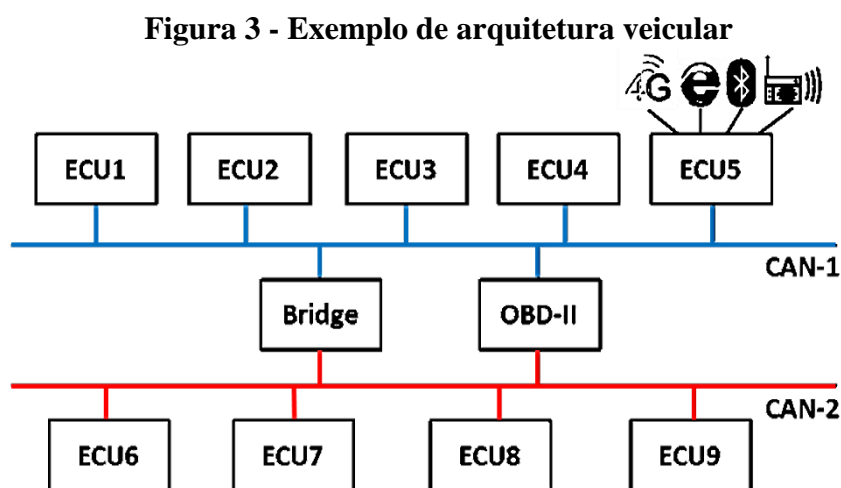 Figura 3 - Exemplo de arquitetura veicular
4G
ECU1 ECU2 ECU3 ECU4 ECU5
CAN-1
Bridge OBD-II
CAN-2
ECU6 ECU7 ECU8 ECU9